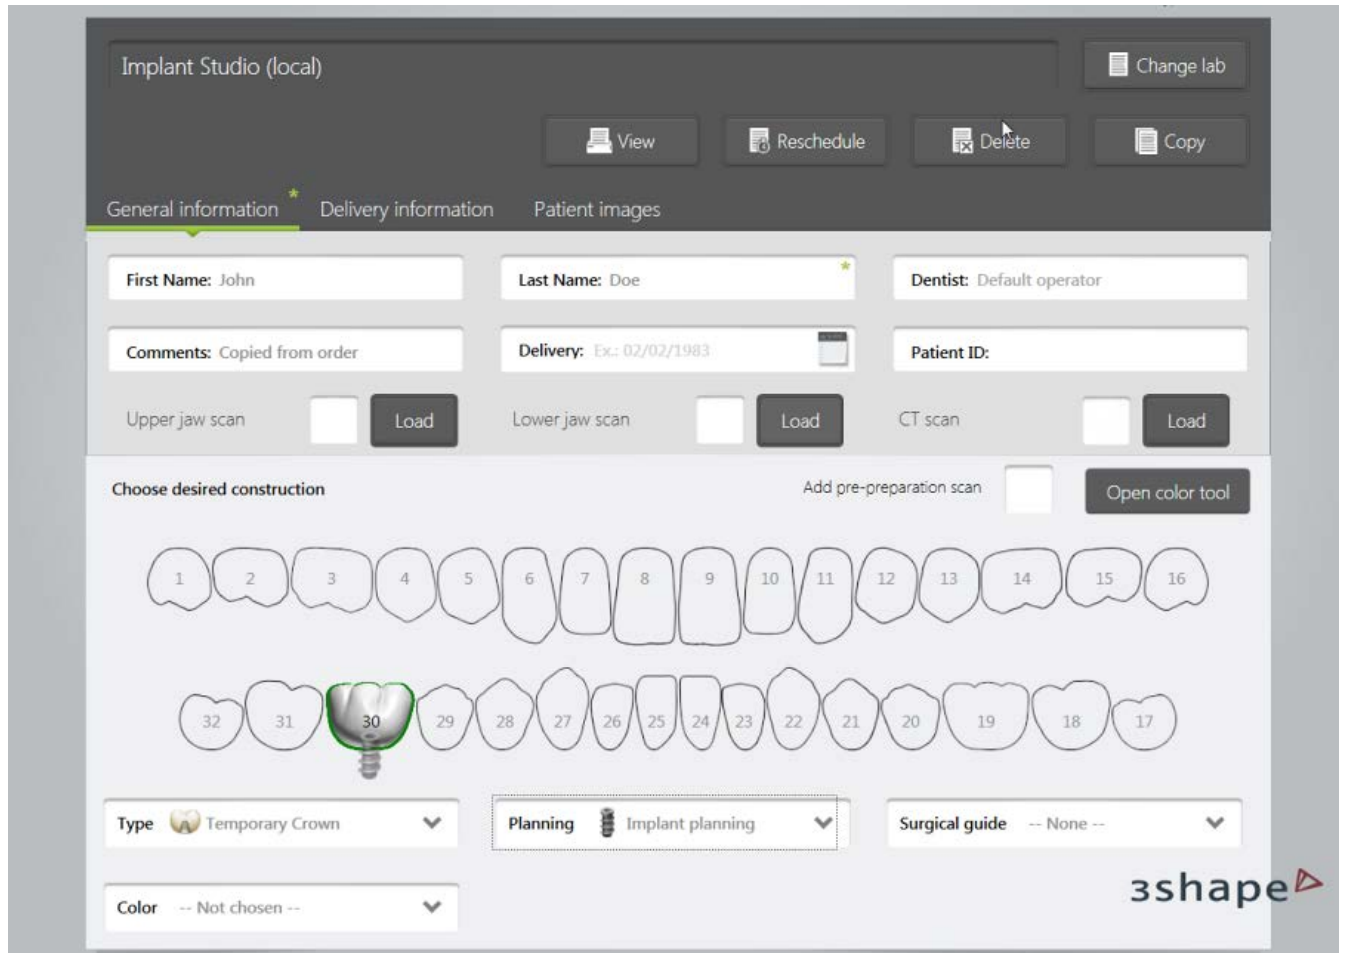 Implant Studio (local)
Change lab
View
Reschedule
Delete
Copy
General information *
Delivery information
Patient images
First Name: John
Last Name: Doe *
Dentist: Default operator
Comments: Copied from order
Delivery: Ex.: 02/02/1983
Patient ID:
Upper jaw scan
Load
Lower jaw scan
Load
CT scan
Load
Choose desired construction
Add pre-preparation scan
Open color tool
1 2 3 4 5 6 7 8 9 10 11 12 13 14 15 16
32 31 30 29 28 27 26 25 24 23 22 21 20 19 18 17
Type Temporary Crown
Planning Implant planning
Surgical guide -- None --
3shape
Color -- Not chosen --